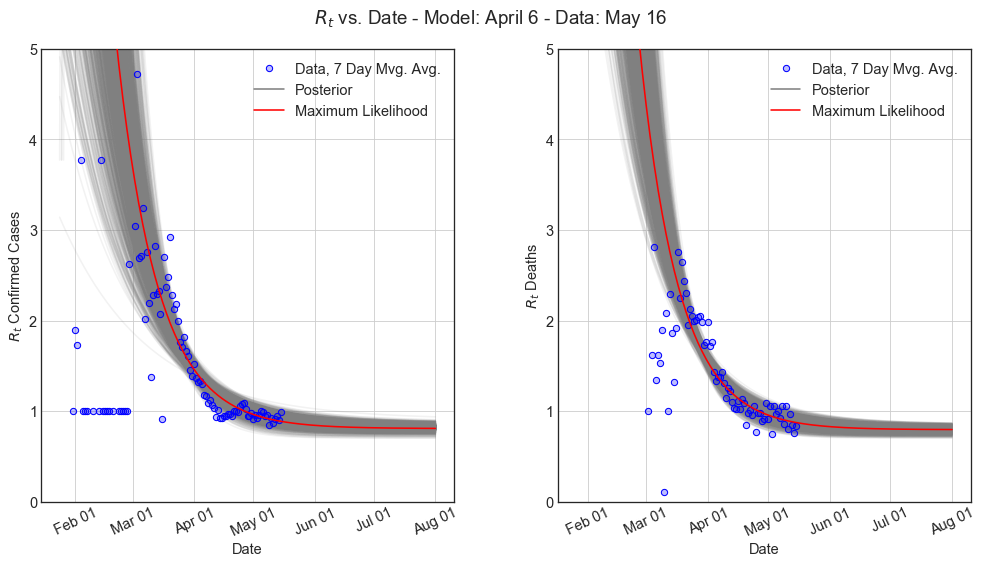 R_t vs. Date - Model: April 6 - Data: May 16
5
4
3
2
1
0
R_t Confirmed Cases
Data, 7 Day Mvg. Avg.
Posterior
Maximum Likelihood
Feb 01
Mar 01
Apr 01
May 01
Jun 01
Jul 01
Aug 01
Date
5
4
3
2
1
0
R_t Deaths
Data, 7 Day Mvg. Avg.
Posterior
Maximum Likelihood
Feb 01
Mar 01
Apr 01
May 01
Jun 01
Jul 01
Aug 01
Date